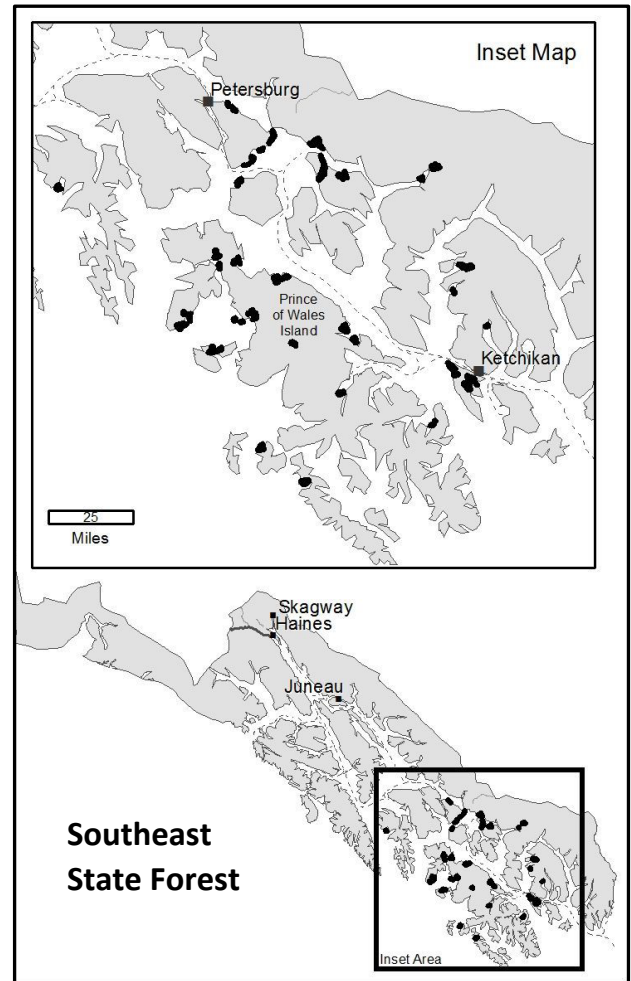 Inset Map
Petersburg
Prince
of Wales
Island
Ketchikan
25
Miles
Skagway
Haines
Juneau
Southeast
State Forest
Inset Area